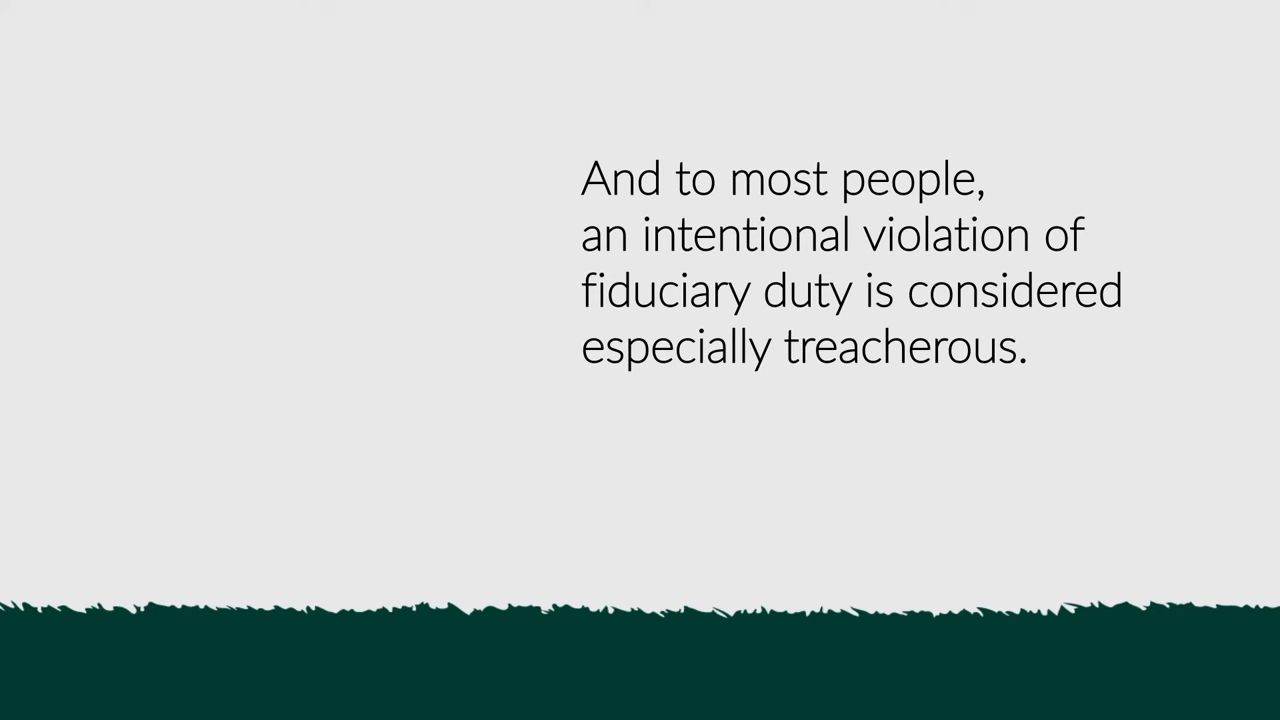 And to most people,
an intentional violation of
fiduciary duty is considered
especially treacherous.